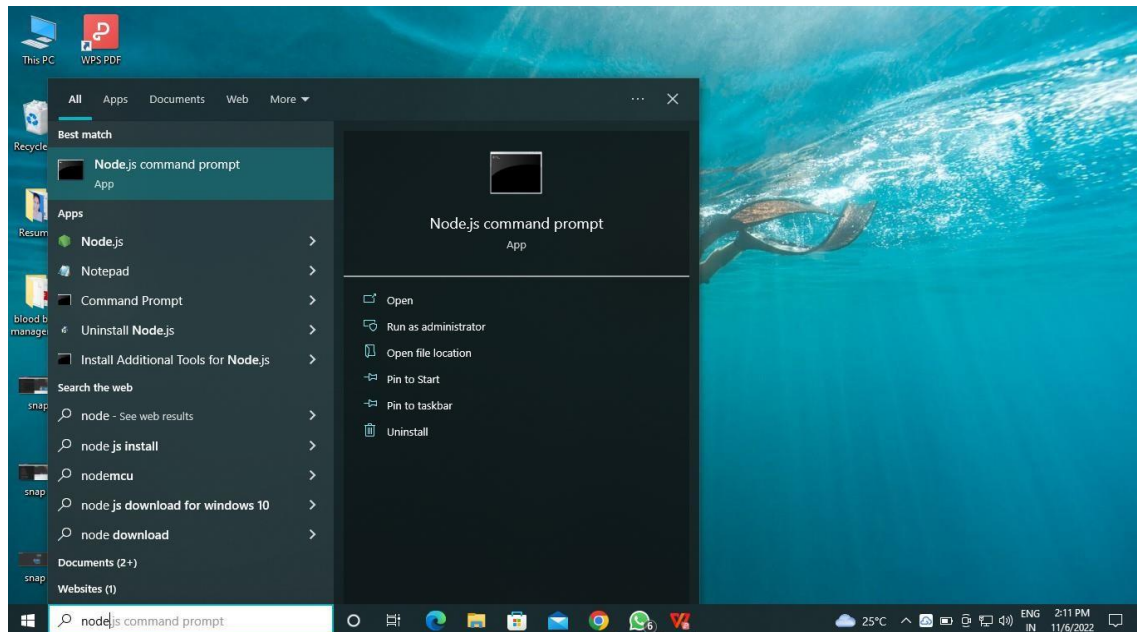 This PC
WPS PDF
Recycle
Resum
blood b
manage
snap
snap
snap
All Apps Documents Web More
Best match
Node.js command prompt
App
Apps
Node.js
Notepad
Command Prompt
Uninstall Node.js
Install Additional Tools for Node.js
Search the web
node - See web results
node js install
nodemcu
node js download for windows 10
node download
Documents (2+)
Websites (1)
Node.js command prompt
App
Open
Run as administrator
Open file location
Pin to Start
Pin to taskbar
Uninstall
node.js command prompt
6
25°C
ENG
IN
2:11 PM
11/6/2022